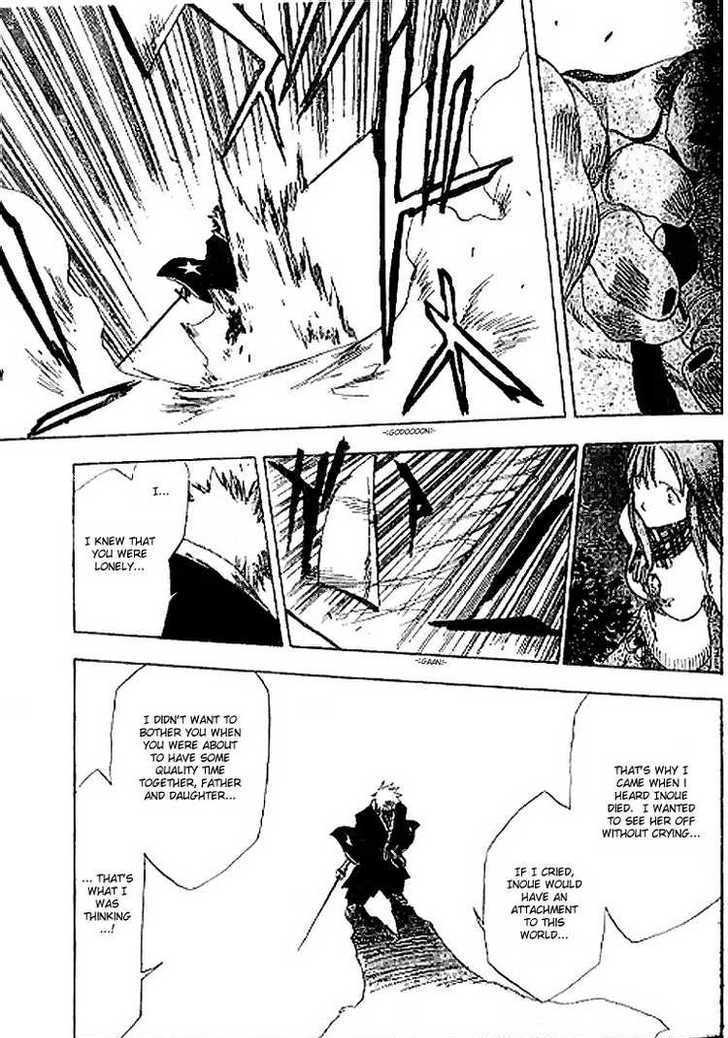 -:GODOOOOON:-
-:GAAN:-
I...
I KNEW THAT
YOU WERE
LONELY...
THAT'S WHY I
CAME WHEN I
HEARD INOUE
DIED. I WANTED
TO SEE HER OFF
WITHOUT CRYING...
IF I CRIED,
INOUE WOULD
HAVE AN
ATTACHMENT
TO THIS
WORLD...
I DIDN'T WANT TO
BOTHER YOU WHEN
YOU WERE ABOUT
TO HAVE SOME
QUALITY TIME
TOGETHER, FATHER
AND DAUGHTER...
... THAT'S
WHAT I
WAS
THINKING
...!